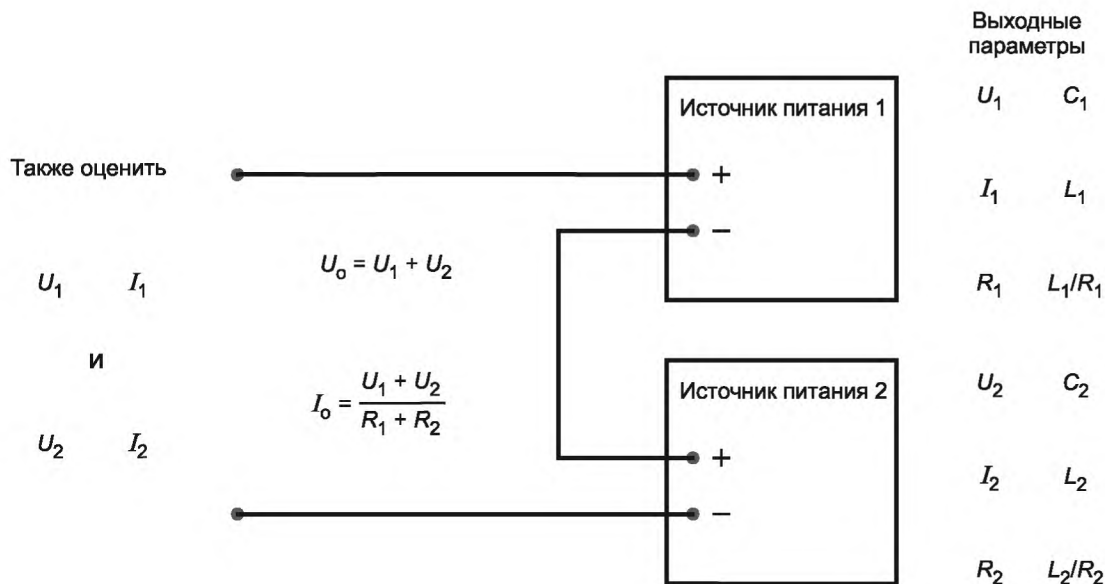 Выходные
параметры
Источник питания 1
U₁ C₁
Также оценить
+
I₁ L₁
−
Uₒ = U₁ + U₂
U₁ I₁
R₁ L₁/R₁
и
Источник питания 2
U₂ C₂
Iₒ = (U₁ + U₂)/(R₁ + R₂)
U₂ I₂
+
I₂ L₂
−
R₂ L₂/R₂